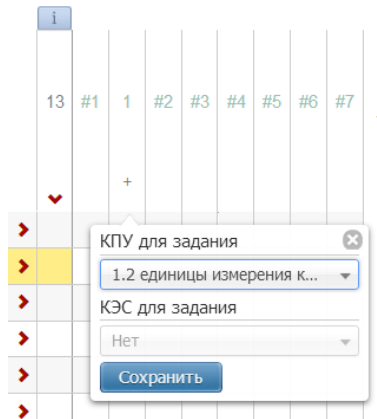 i
13 #1 1 #2 #3 #4 #5 #6 #7
+
КПУ для задания
1.2 единицы измерения к...
КЭС для задания
Нет
Сохранить